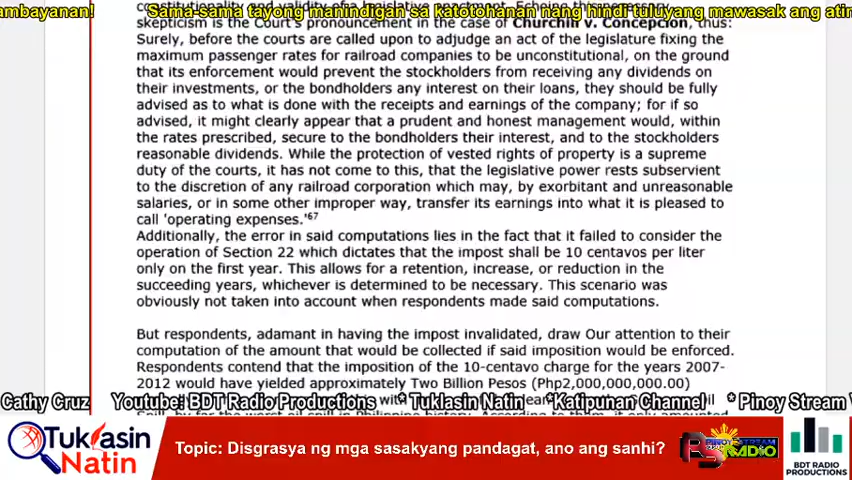 ambayanan! Sama-sama tayong manindigan sa katotohanan nang hindi tuluyang mawasak ang atin
skepticism is the Court's pronouncement in the case of Churchill v. Concepcion, thus:
Surely, before the courts are called upon to adjudge an act of the legislature fixing the
maximum passenger rates for railroad companies to be unconstitutional, on the ground
that its enforcement would prevent the stockholders from receiving any dividends on
their investments, or the bondholders any interest on their loans, they should be fully
advised as to what is done with the receipts and earnings of the company; for if so
advised, it might clearly appear that a prudent and honest management would, within
the rates prescribed, secure to the bondholders their interest, and to the stockholders
reasonable dividends. While the protection of vested rights of property is a supreme
duty of the courts, it has not come to this, that the legislative power rests subservient
to the discretion of any railroad corporation which may, by exorbitant and unreasonable
salaries, or in some other improper way, transfer its earnings into what it is pleased to
call 'operating expenses.'67
Additionally, the error in said computations lies in the fact that it failed to consider the
operation of Section 22 which dictates that the impost shall be 10 centavos per liter
only on the first year. This allows for a retention, increase, or reduction in the
succeeding years, whichever is determined to be necessary. This scenario was
obviously not taken into account when respondents made said computations.
But respondents, adamant in having the impost invalidated, draw Our attention to their
computation of the amount that would be collected if said imposition would be enforced.
Respondents contend that the imposition of the 10-centavo charge for the years 2007-
2012 would have yielded approximately Two Billion Pesos (Php2,000,000,000.00)
Cathy Cruz Youtube: BDT Radio Productions * Tuklasin Natin *Katipunan Channel * Pinoy Stream
Tuklasin
Natin
Topic: Disgrasya ng mga sasakyang pandagat, ano ang sanhi?
PINOY STREAM
RADIO
BDT RADIO
PRODUCTIONS